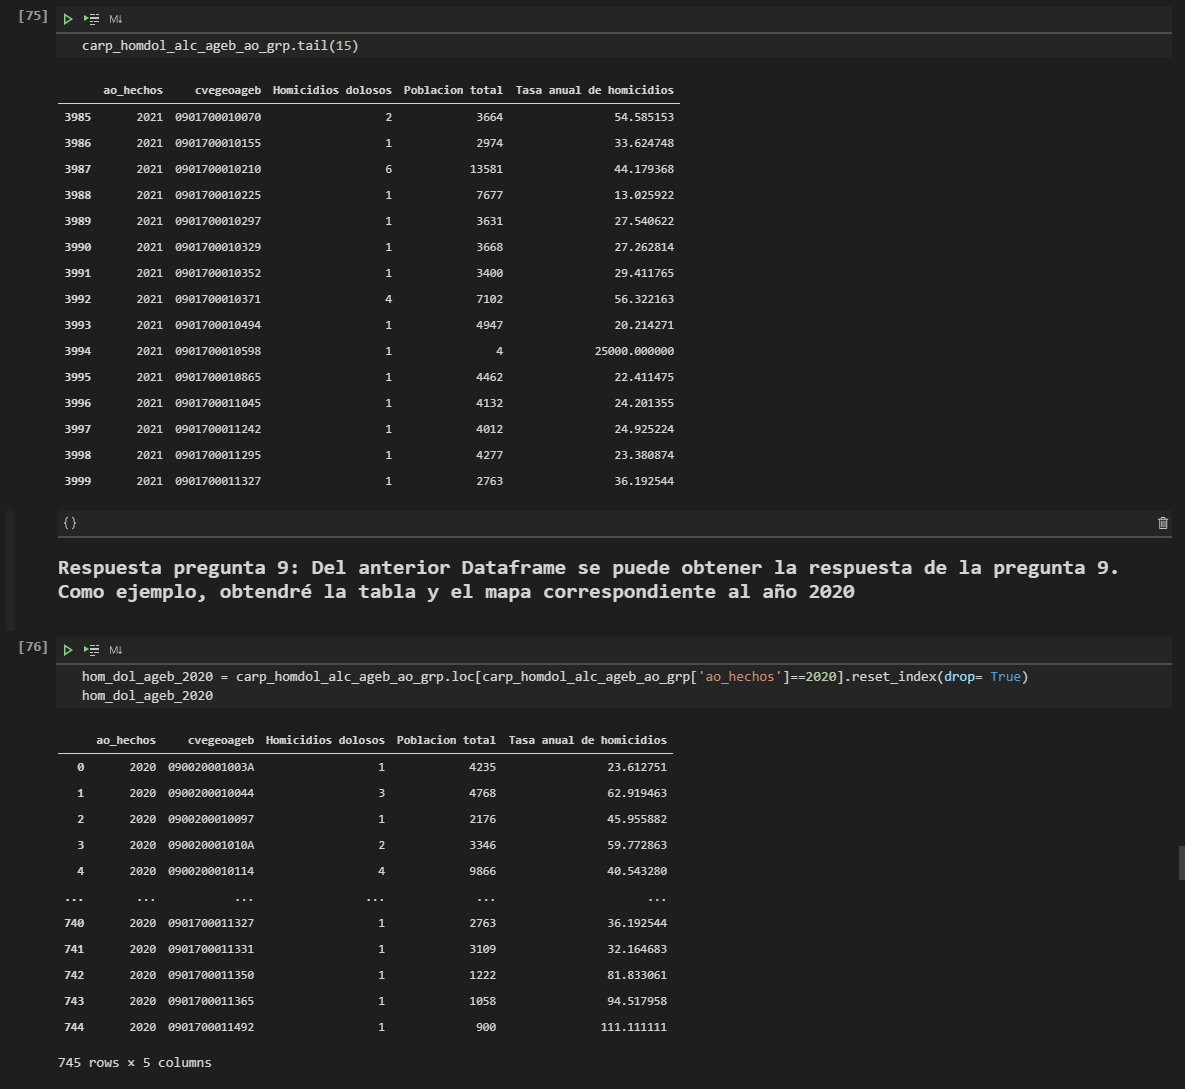 [75] M↓
carp_homdol_alc_ageb_ao_grp.tail(15)
ao_hechos cvegeoageb Homicidios dolosos Poblacion total Tasa anual de homicidios
3985 2021 0901700010070 2 3664 54.585153
3986 2021 0901700010155 1 2974 33.624748
3987 2021 0901700010210 6 13581 44.179368
3988 2021 0901700010225 1 7677 13.025922
3989 2021 0901700010297 1 3631 27.540622
3990 2021 0901700010329 1 3668 27.262814
3991 2021 0901700010352 1 3400 29.411765
3992 2021 0901700010371 4 7102 56.322163
3993 2021 0901700010494 1 4947 20.214271
3994 2021 0901700010598 1 4 25000.000000
3995 2021 0901700010865 1 4462 22.411475
3996 2021 0901700011045 1 4132 24.201355
3997 2021 0901700011242 1 4012 24.925224
3998 2021 0901700011295 1 4277 23.380874
3999 2021 0901700011327 1 2763 36.192544
{}
Respuesta pregunta 9: Del anterior Dataframe se puede obtener la respuesta de la pregunta 9.
Como ejemplo, obtendré la tabla y el mapa correspondiente al año 2020
[76] M↓
hom_dol_ageb_2020 = carp_homdol_alc_ageb_ao_grp.loc[carp_homdol_alc_ageb_ao_grp['ao_hechos']==2020].reset_index(drop= True)
hom_dol_ageb_2020
ao_hechos cvegeoageb Homicidios dolosos Poblacion total Tasa anual de homicidios
0 2020 090020001003A 1 4235 23.612751
1 2020 0900200010044 3 4768 62.919463
2 2020 0900200010097 1 2176 45.955882
3 2020 090020001010A 2 3346 59.772863
4 2020 0900200010114 4 9866 40.543280
... ... ... ... ... ...
740 2020 0901700011327 1 2763 36.192544
741 2020 0901700011331 1 3109 32.164683
742 2020 0901700011350 1 1222 81.833061
743 2020 0901700011365 1 1058 94.517958
744 2020 0901700011492 1 900 111.111111
745 rows × 5 columns